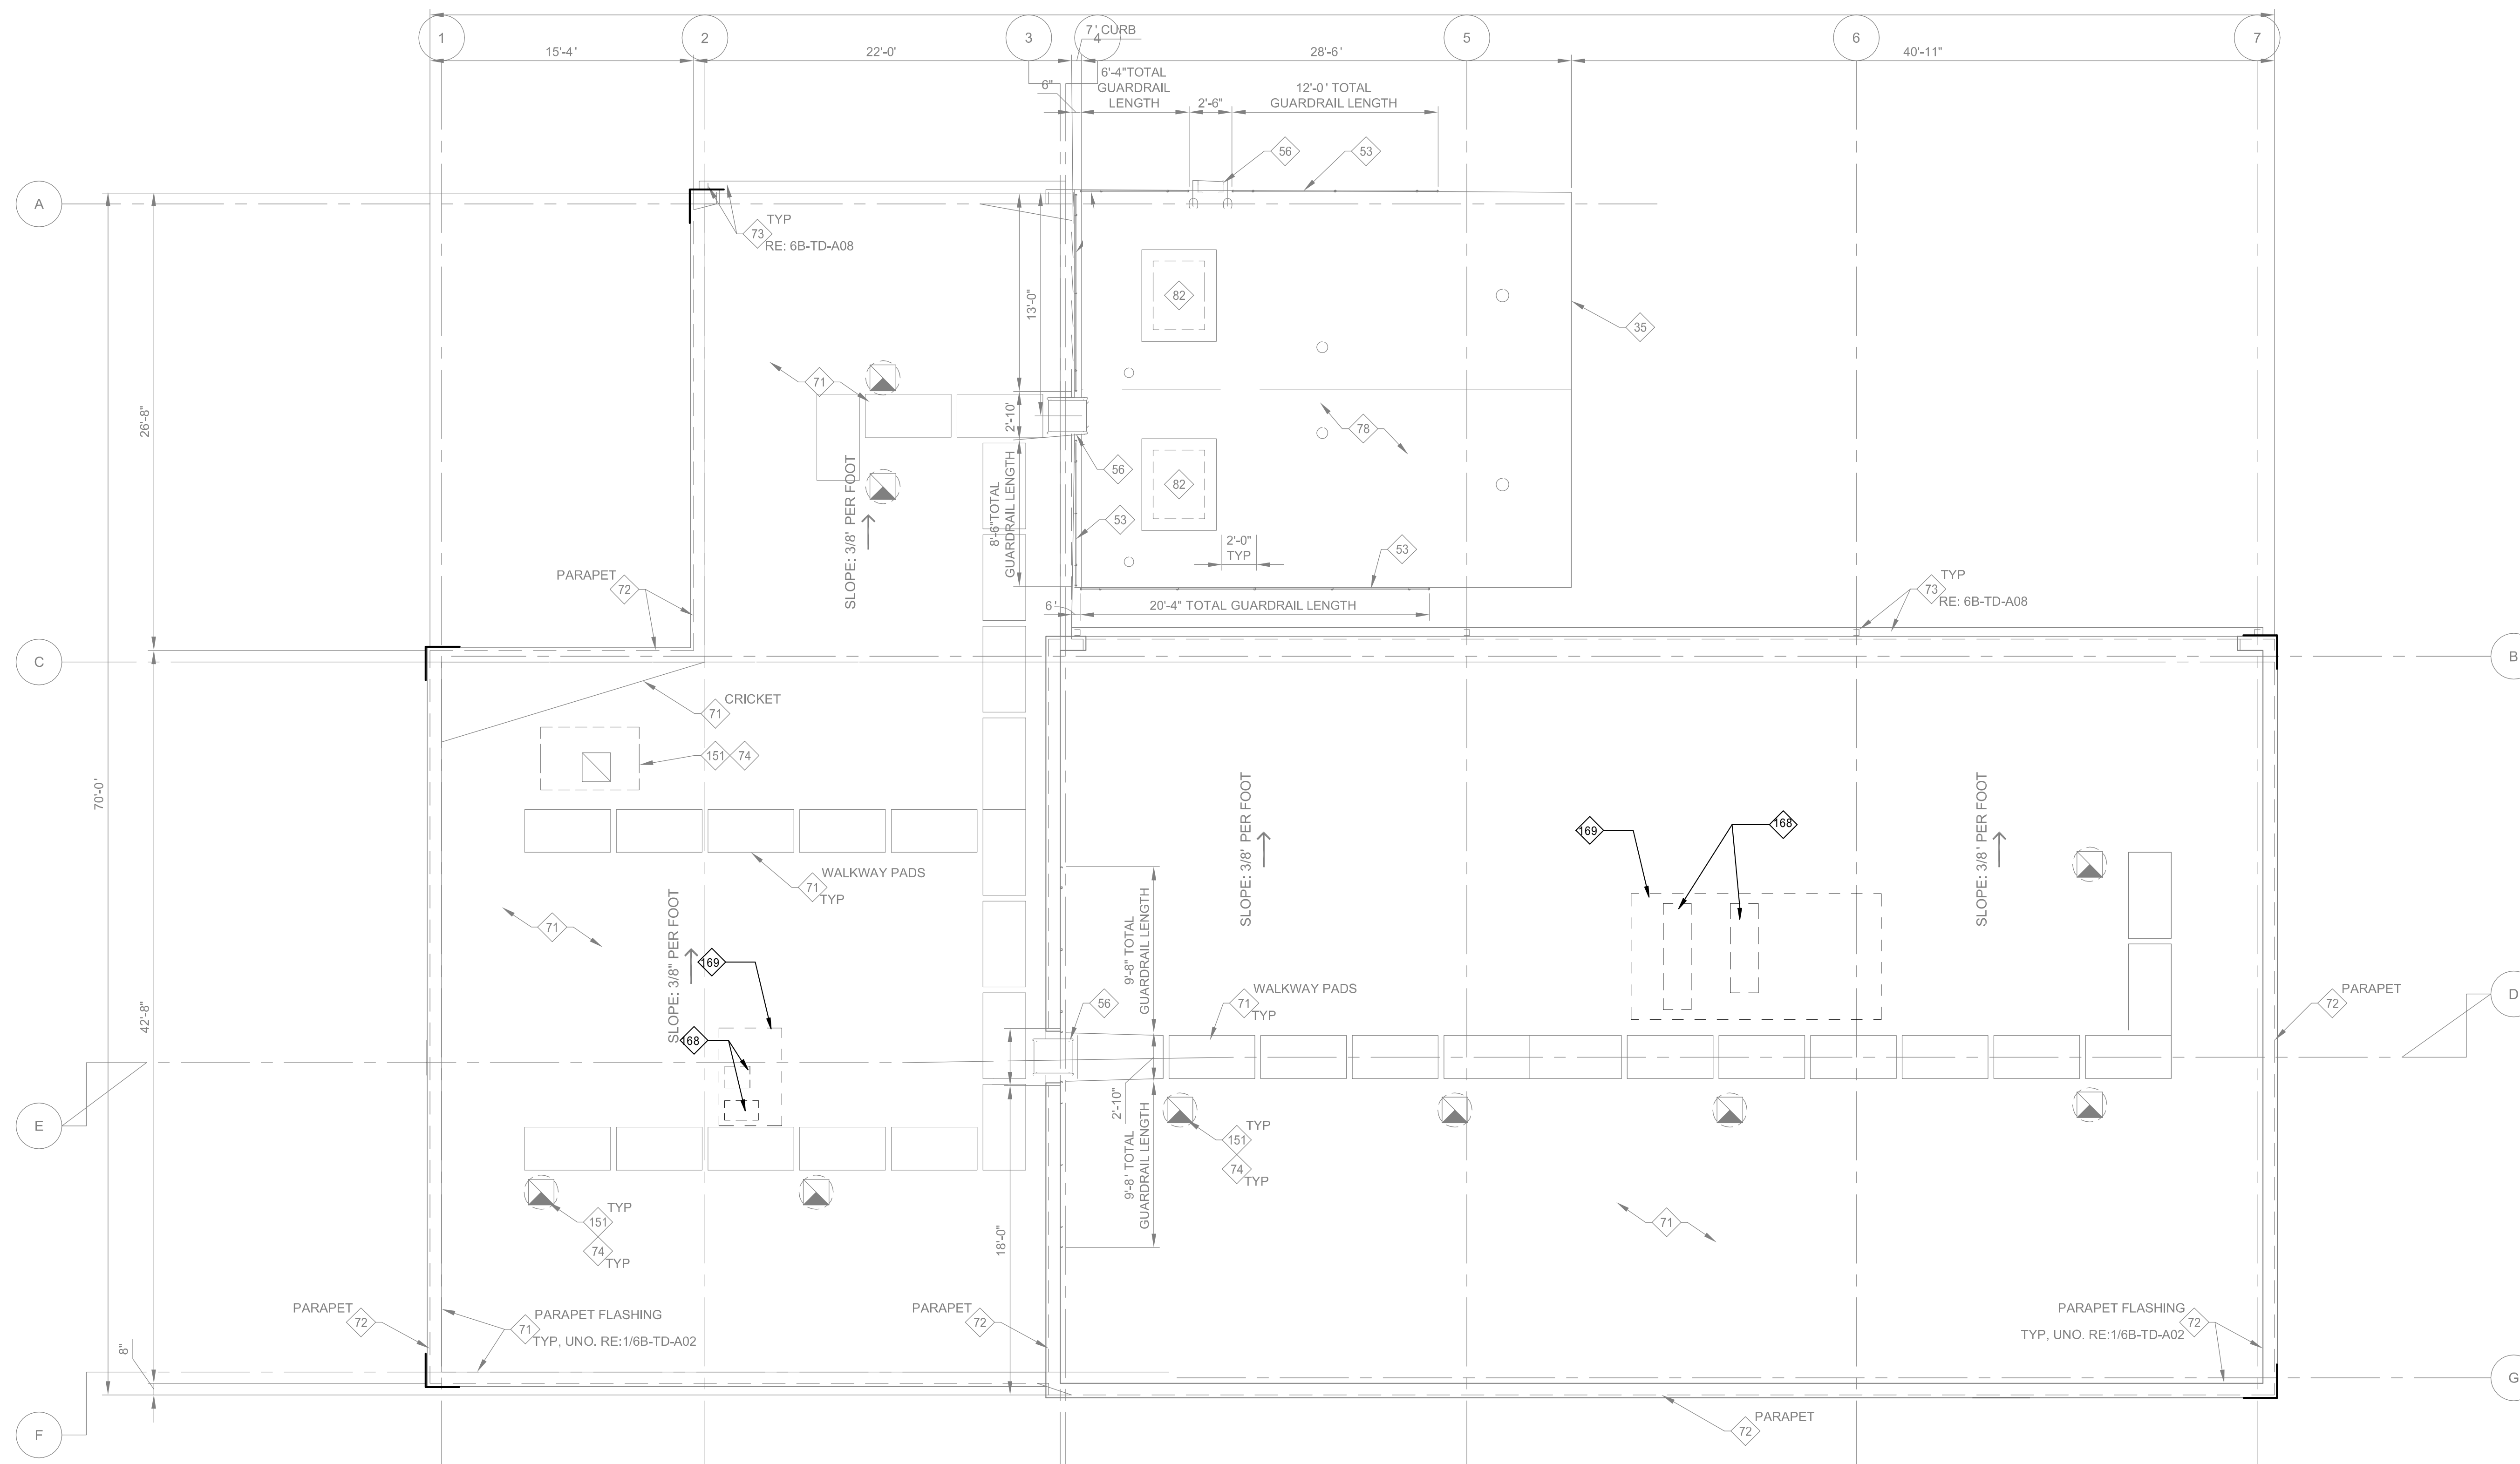 1
2
3
4
5
6
7
15'-4'
22'-0'
7' CURB
28'-6'
40'-11"
6"
6'-4"TOTAL
GUARDRAIL
LENGTH
2'-6"
12'-0' TOTAL
GUARDRAIL LENGTH
56
53
A
73
TYP
RE: 6B-TD-A08
82
13'-0"
35
71
26'-8"
2'-10'
78
56
8'-6"TOTAL
GUARDRAIL LENGTH
82
SLOPE: 3/8' PER FOOT
53
2'-0"
TYP
53
PARAPET
72
6'
20'-4" TOTAL GUARDRAIL LENGTH
TYP
73
RE: 6B-TD-A08
C
B
CRICKET
71
151
74
70'-0'
SLOPE: 3/8' PER FOOT
SLOPE: 3/8' PER FOOT
169
168
WALKWAY PADS
71
TYP
71
SLOPE: 3/8" PER FOOT
169
9'-8" TOTAL
GUARDRAIL LENGTH
WALKWAY PADS
71
TYP
56
PARAPET
72
D
42'-8"
168
2'-10"
E
9'-8' TOTAL
GUARDRAIL LENGTH
TYP
151
74
TYP
TYP
151
74
TYP
71
18'-0"
PARAPET
72
PARAPET FLASHING
71
TYP, UNO. RE:1/6B-TD-A02
PARAPET
72
PARAPET FLASHING
72
TYP, UNO. RE:1/6B-TD-A02
8"
G
PARAPET
72
F